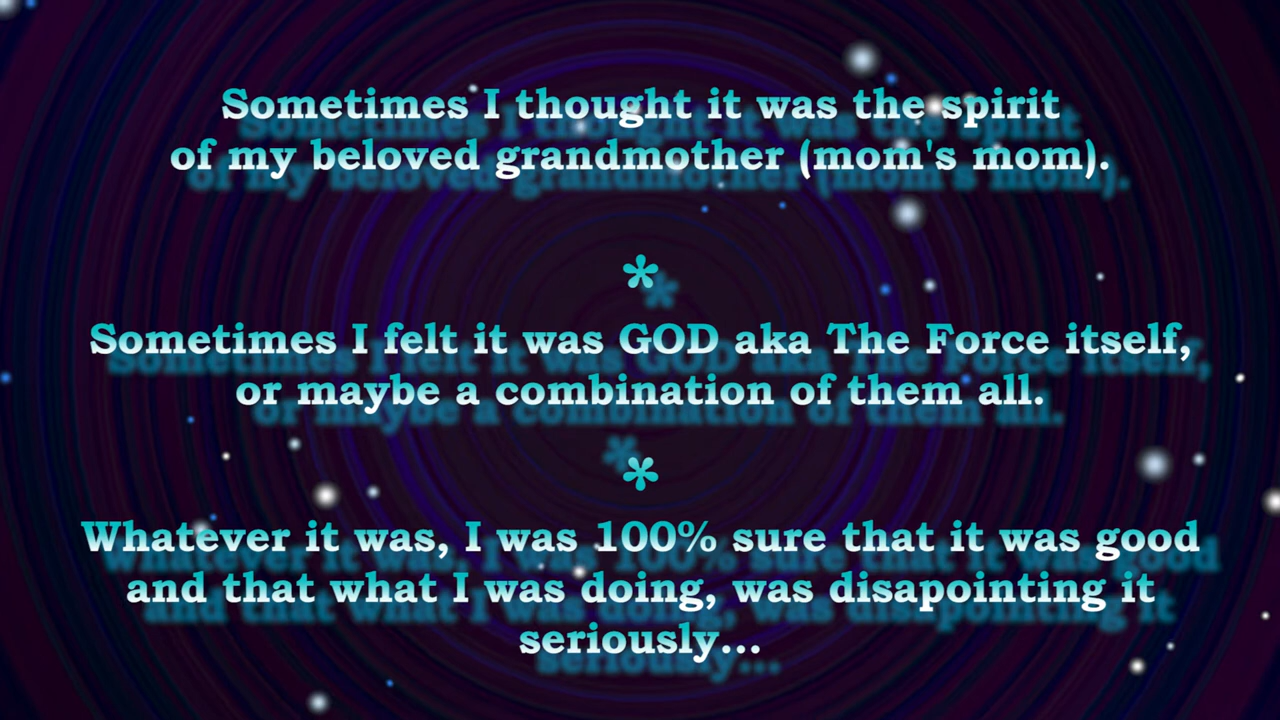 Sometimes I thought it was the spirit
of my beloved grandmother (mom's mom).
*
Sometimes I felt it was GOD aka The Force itself,
or maybe a combination of them all.
*
Whatever it was, I was 100% sure that it was good
and that what I was doing, was disapointing it
seriously...